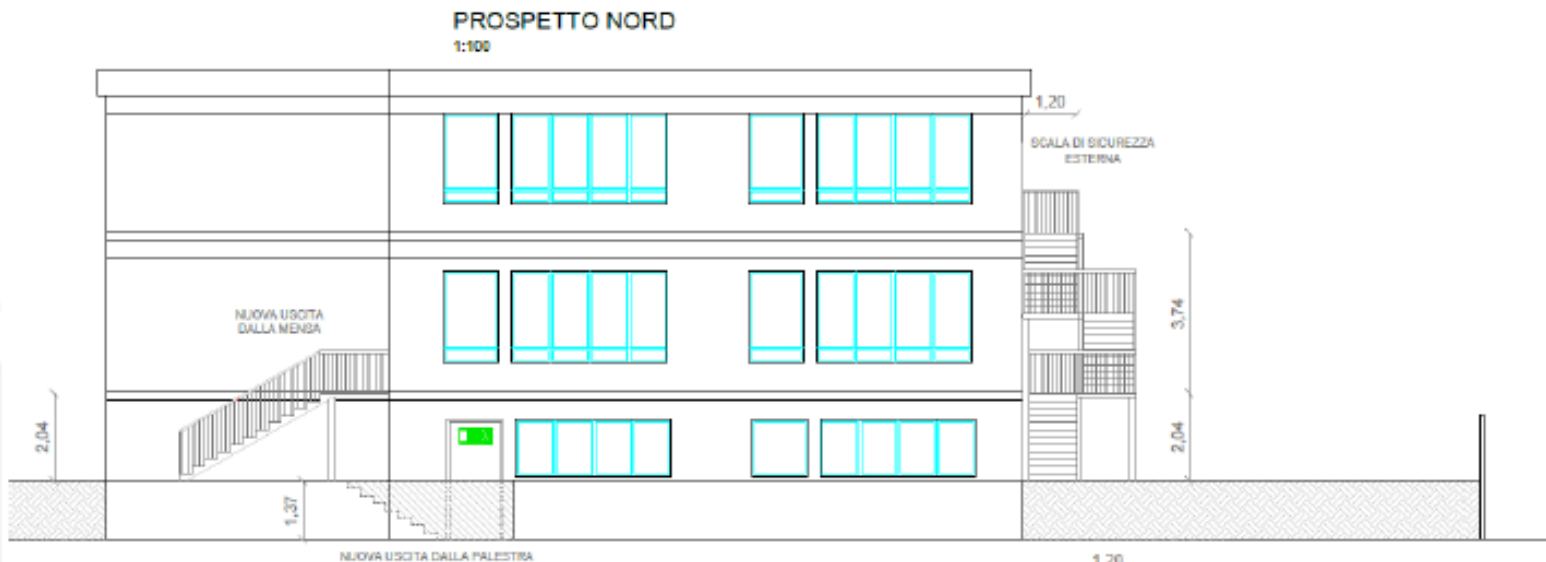 PROSPETTO NORD
1:100
1,20
SCALA DI SICUREZZA
ESTERNA
NUOVA USCITA
DALLA MENSA
3,74
2,04
2,04
1,37
NUOVA USCITA DALLA PALESTRA
1,20